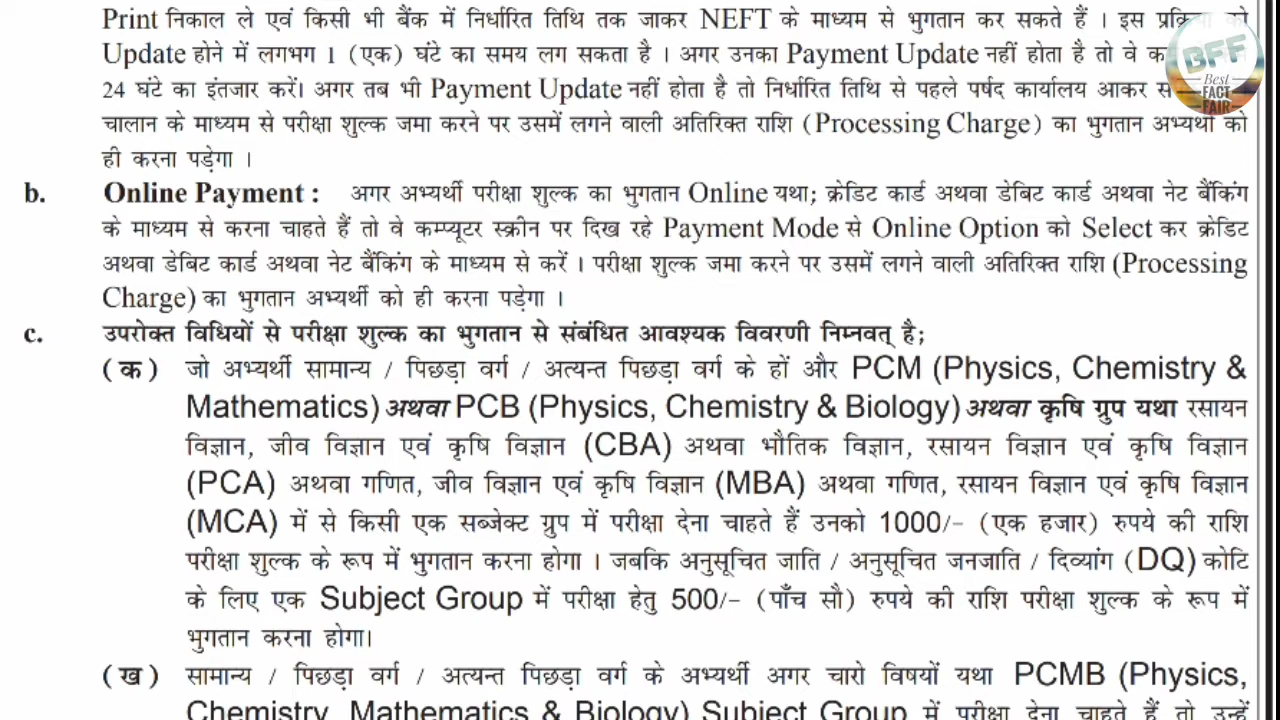 Print निकाल ले एवं किसी भी बैंक में निर्धारित तिथि तक जाकर NEFT के माध्यम से भुगतान कर सकते हैं । इस प्रक्रिया को
Update होने में लगभग 1 (एक) घंटे का समय लग सकता है । अगर उनका Payment Update नहीं होता है तो वे
24 घंटे का इंतजार करें। अगर तब भी Payment Update नहीं होता है तो निर्धारित तिथि से पहले पर्षद कार्यालय आकर
चालान के माध्यम से परीक्षा शुल्क जमा करने पर उसमें लगने वाली अतिरिक्त राशि (Processing Charge) का भुगतान अभ्यर्थी को
ही करना पड़ेगा ।
b. Online Payment : अगर अभ्यर्थी परीक्षा शुल्क का भुगतान Online यथा; क्रेडिट कार्ड अथवा डेबिट कार्ड अथवा नेट बैंकिंग
के माध्यम से करना चाहते हैं तो वे कम्प्यूटर स्क्रीन पर दिख रहे Payment Mode से Online Option को Select कर क्रेडिट
अथवा डेबिट कार्ड अथवा नेट बैंकिंग के माध्यम से करें । परीक्षा शुल्क जमा करने पर उसमें लगने वाली अतिरिक्त राशि (Processing
Charge) का भुगतान अभ्यर्थी को ही करना पड़ेगा ।
c. उपरोक्त विधियों से परीक्षा शुल्क का भुगतान से संबंधित आवश्यक विवरणी निम्नवत् है;
(क) जो अभ्यर्थी सामान्य / पिछड़ा वर्ग / अत्यन्त पिछड़ा वर्ग के हों और PCM (Physics, Chemistry &
Mathematics) अथवा PCB (Physics, Chemistry & Biology) अथवा कृषि ग्रुप यथा रसायन
विज्ञान, जीव विज्ञान एवं कृषि विज्ञान (CBA) अथवा भौतिक विज्ञान, रसायन विज्ञान एवं कृषि विज्ञान
(PCA) अथवा गणित, जीव विज्ञान एवं कृषि विज्ञान (MBA) अथवा गणित, रसायन विज्ञान एवं कृषि विज्ञान
(MCA) में से किसी एक सब्जेक्ट ग्रुप में परीक्षा देना चाहते हैं उनको 1000/- (एक हजार) रुपये की राशि
परीक्षा शुल्क के रूप में भुगतान करना होगा । जबकि अनुसूचित जाति / अनुसूचित जनजाति / दिव्यांग (DQ) कोटि
के लिए एक Subject Group में परीक्षा हेतु 500/- (पाँच सौ) रुपये की राशि परीक्षा शुल्क के रूप में
भुगतान करना होगा।
(ख) सामान्य / पिछड़ा वर्ग / अत्यन्त पिछड़ा वर्ग के अभ्यर्थी अगर चारो विषयों यथा PCMB (Physics,
Chemistry, Mathematics & Biology) Subject Group में परीक्षा देना चाहते हैं तो उन्हें
BFF
Best
FACT
FAIR